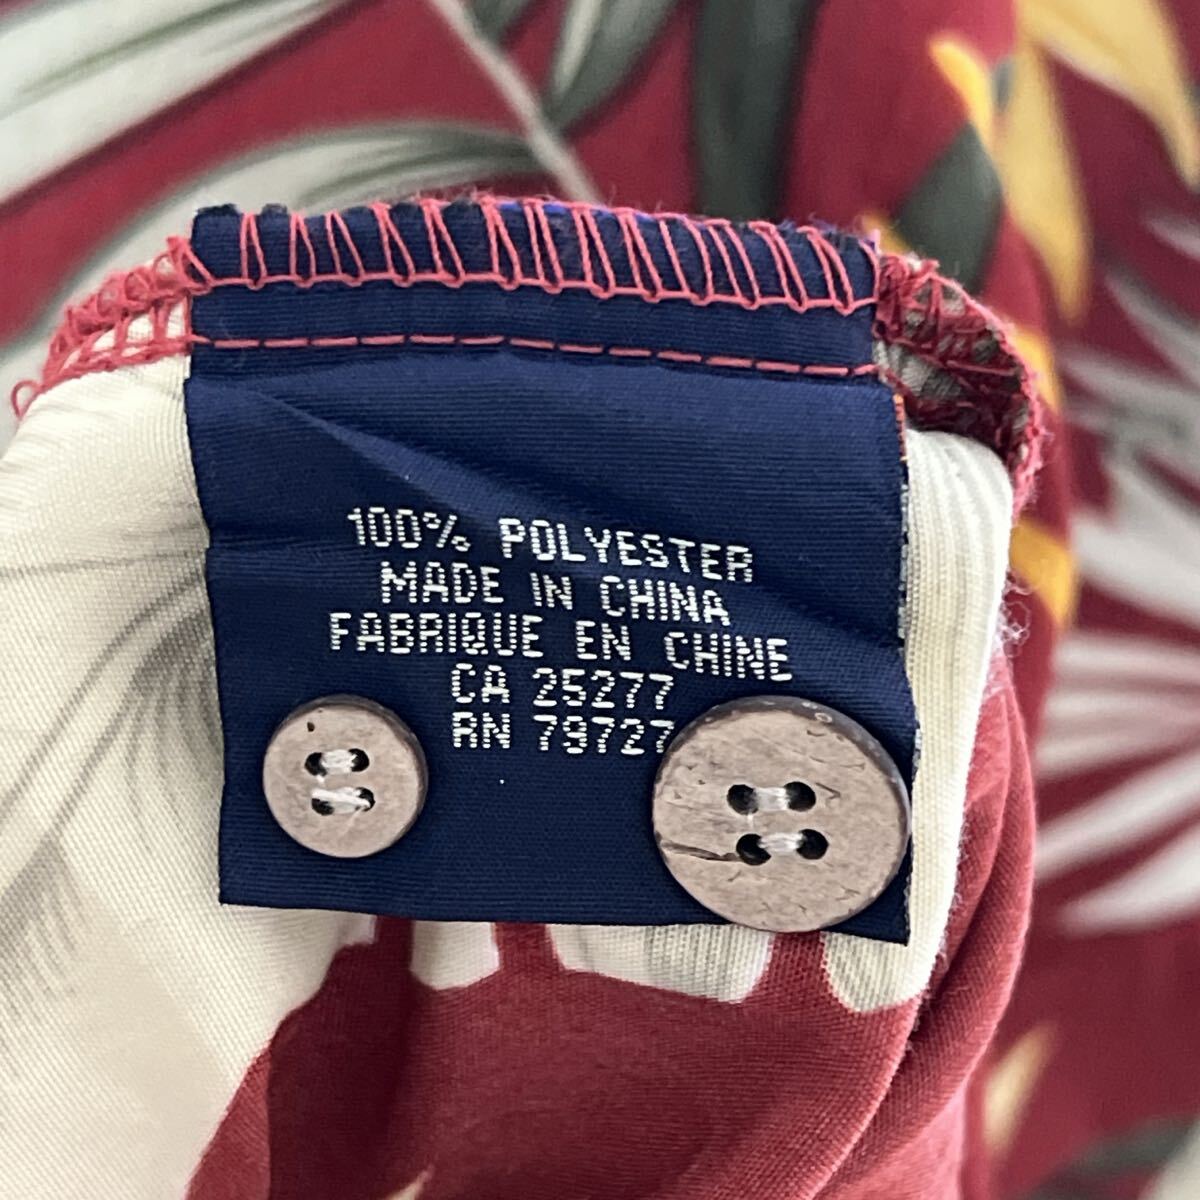 100% POLYESTER
MADE IN CHINA
FABRIQUE EN CHINE
CA 25277
RN 79727